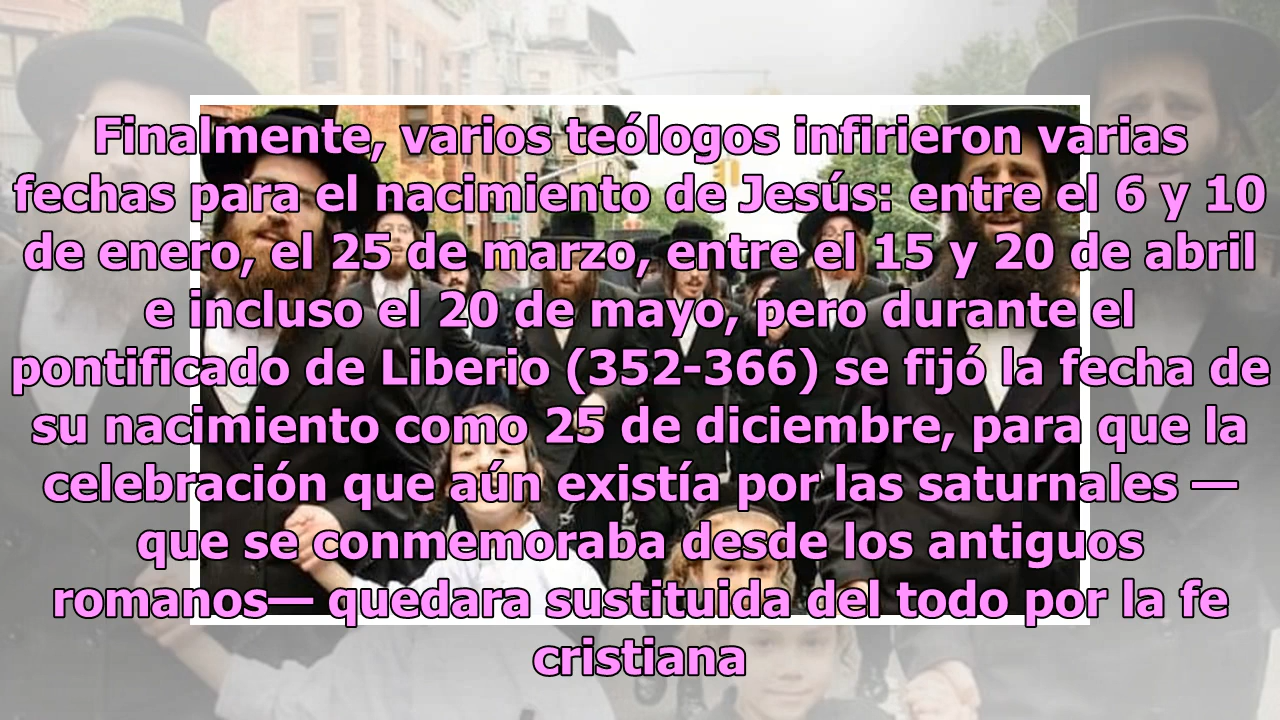 Finalmente, varios teólogos infirieron varias
fechas para el nacimiento de Jesús: entre el 6 y 10
de enero, el 25 de marzo, entre el 15 y 20 de abril
e incluso el 20 de mayo, pero durante el
pontificado de Liberio (352-366) se fijó la fecha de
su nacimiento como 25 de diciembre, para que la
celebración que aún existía por las saturnales —
que se conmemoraba desde los antiguos
romanos— quedara sustituida del todo por la fe
cristiana